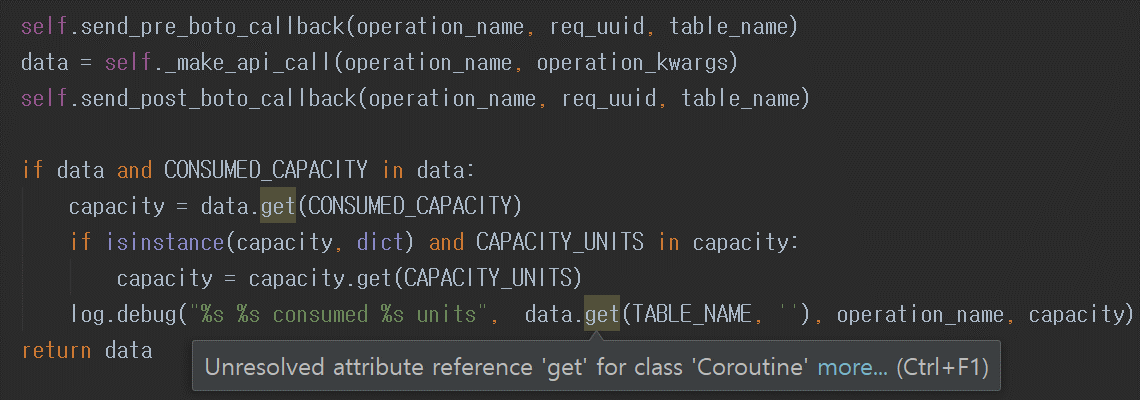 self.send_pre_boto_callback(operation_name, req_uuid, table_name)
data = self._make_api_call(operation_name, operation_kwargs)
self.send_post_boto_callback(operation_name, req_uuid, table_name)
if data and CONSUMED_CAPACITY in data:
capacity = data.get(CONSUMED_CAPACITY)
if isinstance(capacity, dict) and CAPACITY_UNITS in capacity:
capacity = capacity.get(CAPACITY_UNITS)
log.debug("%s %s consumed %s units",  data.get(TABLE_NAME, ''), operation_name, capacity)
return data
Unresolved attribute reference 'get' for class 'Coroutine' more... (Ctrl+F1)